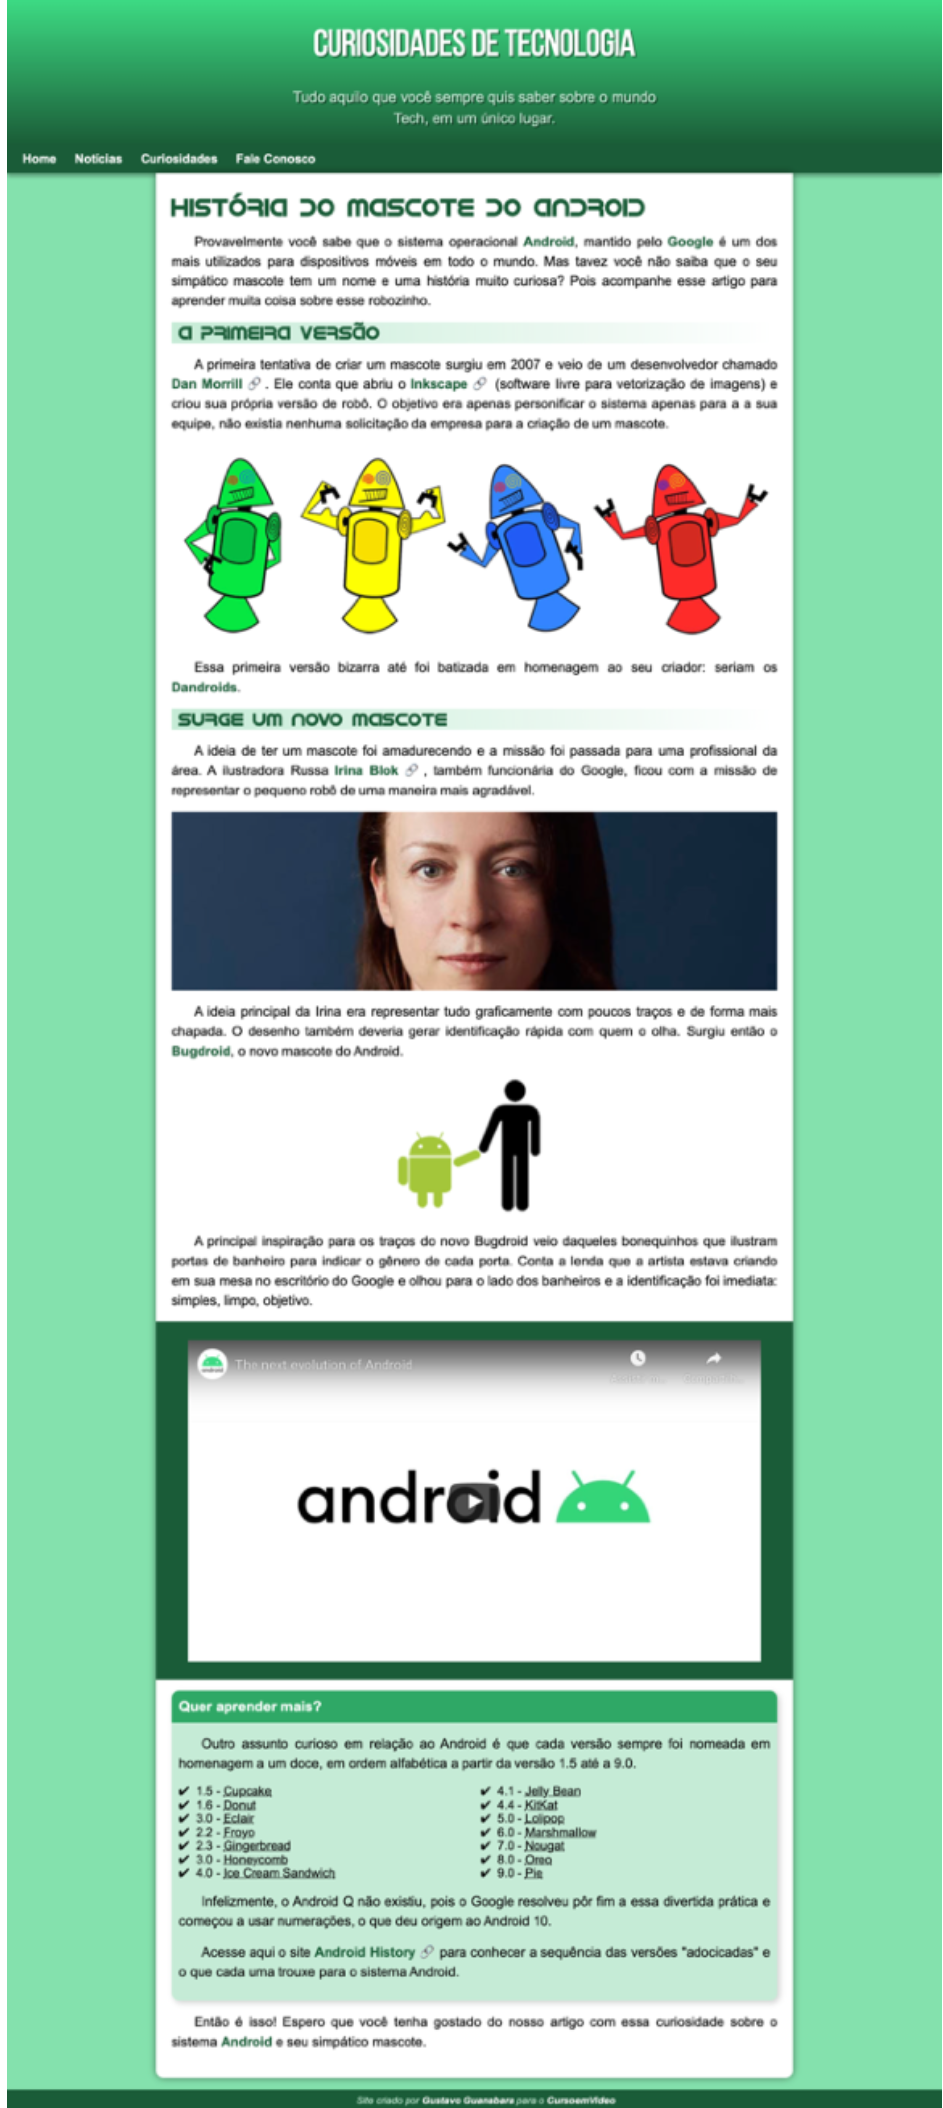 CURIOSIDADES DE TECNOLOGIA
Tudo aquilo que você sempre quis saber sobre o mundo
Tech, em um único lugar.
Home Notícias Curiosidades Fale Conosco
HISTÓRIA DO MASCOTE DO ANDROID
Provavelmente você sabe que o sistema operacional Android, mantido pelo Google é um dos
mais utilizados para dispositivos móveis em todo o mundo. Mas tavez você não saiba que o seu
simpático mascote tem um nome e uma história muito curiosa? Pois acompanhe esse artigo para
aprender muita coisa sobre esse robozinho.
A PRIMEIRA VERSÃO
A primeira tentativa de criar um mascote surgiu em 2007 e veio de um desenvolvedor chamado
Dan Morrill . Ele conta que abriu o Inkscape (software livre para vetorização de imagens) e
criou sua própria versão de robô. O objetivo era apenas personificar o sistema apenas para a a sua
equipe, não existia nenhuma solicitação da empresa para a criação de um mascote.
Essa primeira versão bizarra até foi batizada em homenagem ao seu criador: seriam os
Dandroids.
SURGE UM NOVO MASCOTE
A ideia de ter um mascote foi amadurecendo e a missão foi passada para uma profissional da
área. A ilustradora Russa Irina Blok , também funcionária do Google, ficou com a missão de
representar o pequeno robô de uma maneira mais agradável.
A ideia principal da Irina era representar tudo graficamente com poucos traços e de forma mais
chapada. O desenho também deveria gerar identificação rápida com quem o olha. Surgiu então o
Bugdroid, o novo mascote do Android.
A principal inspiração para os traços do novo Bugdroid veio daqueles bonequinhos que ilustram
portas de banheiro para indicar o gênero de cada porta. Conta a lenda que a artista estava criando
em sua mesa no escritório do Google e olhou para o lado dos banheiros e a identificação foi imediata:
simples, limpo, objetivo.
The next evolution of Android
android
Quer aprender mais?
Outro assunto curioso em relação ao Android é que cada versão sempre foi nomeada em
homenagem a um doce, em ordem alfabética a partir da versão 1.5 até a 9.0.
✔ 1.5 - Cupcake
✔ 1.6 - Donut
✔ 3.0 - Eclair
✔ 2.2 - Froyo
✔ 2.3 - Gingerbread
✔ 3.0 - Honeycomb
✔ 4.0 - Ice Cream Sandwich
✔ 4.1 - Jelly Bean
✔ 4.4 - KitKat
✔ 5.0 - Lolipop
✔ 6.0 - Marshmallow
✔ 7.0 - Nougat
✔ 8.0 - Oreo
✔ 9.0 - Pie
Infelizmente, o Android Q não existiu, pois o Google resolveu pôr fim a essa divertida prática e
começou a usar numerações, o que deu origem ao Android 10.
Acesse aqui o site Android History para conhecer a sequência das versões "adocicadas" e
o que cada uma trouxe para o sistema Android.
Então é isso! Espero que você tenha gostado do nosso artigo com essa curiosidade sobre o
sistema Android e seu simpático mascote.
Site criado por Gustavo Guanabara para o CursoemVideo